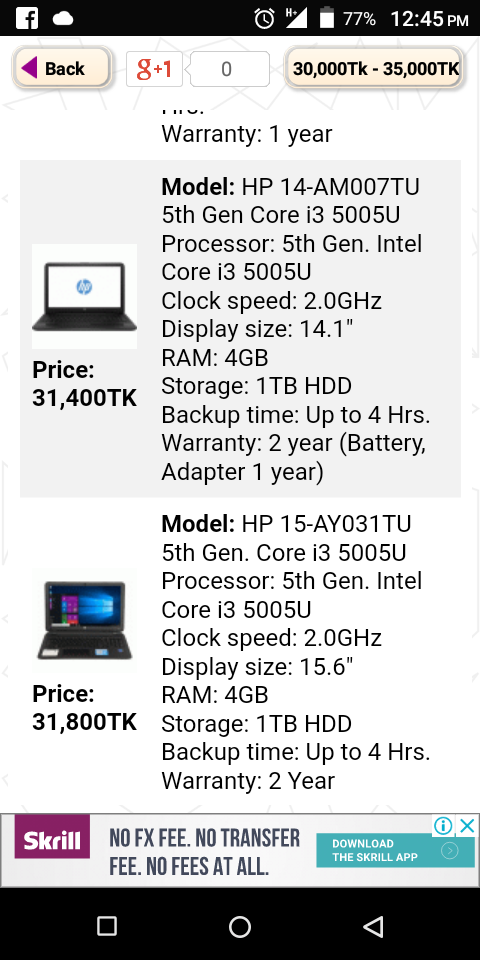 77% 12:45 PM
Back
g+1
0
30,000Tk - 35,000TK
Hrs.
Warranty: 1 year
Model: HP 14-AM007TU
5th Gen Core i3 5005U
Processor: 5th Gen. Intel
Core i3 5005U
Clock speed: 2.0GHz
Display size: 14.1"
RAM: 4GB
Storage: 1TB HDD
Backup time: Up to 4 Hrs.
Warranty: 2 year (Battery,
Adapter 1 year)
Price:
31,400TK
Model: HP 15-AY031TU
5th Gen. Core i3 5005U
Processor: 5th Gen. Intel
Core i3 5005U
Clock speed: 2.0GHz
Display size: 15.6"
RAM: 4GB
Storage: 1TB HDD
Backup time: Up to 4 Hrs.
Warranty: 2 Year
Price:
31,800TK
Skrill
NO FX FEE. NO TRANSFER
FEE. NO FEES AT ALL.
DOWNLOAD
THE SKRILL APP